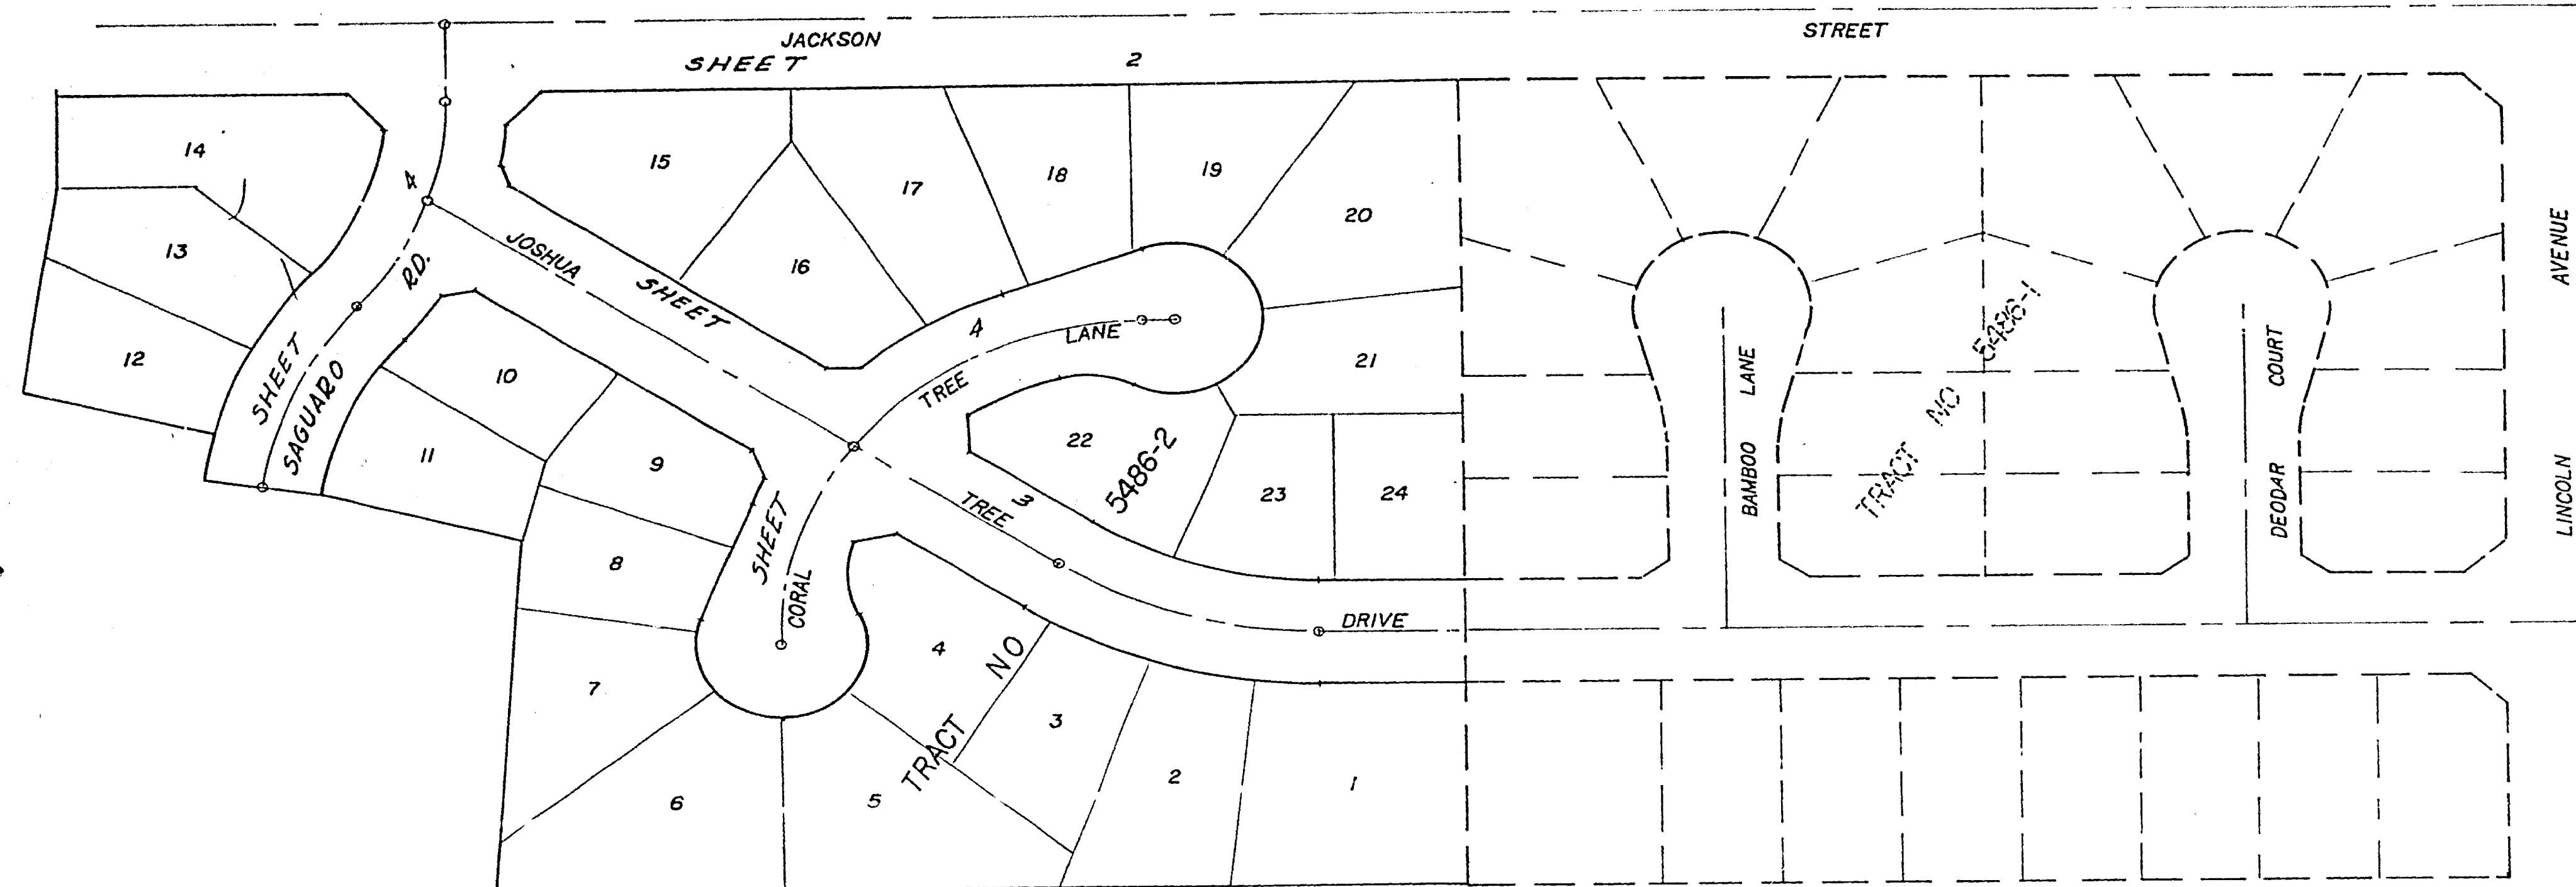 JACKSON STREET
SHEET 2
14
13
12
SHEET 4
SAGUARO RD.
15
16
17
18
19
20
21
22
23
24
JOSHUA TREE DRIVE
SHEET 3
CORAL TREE LANE
SHEET 4
10
11
9
8
7
6
5
4
3
2
1
TRACT NO 5486-2
TRACT NO 5486-1
BAMBOO LANE
DEODAR COURT
LINCOLN AVENUE